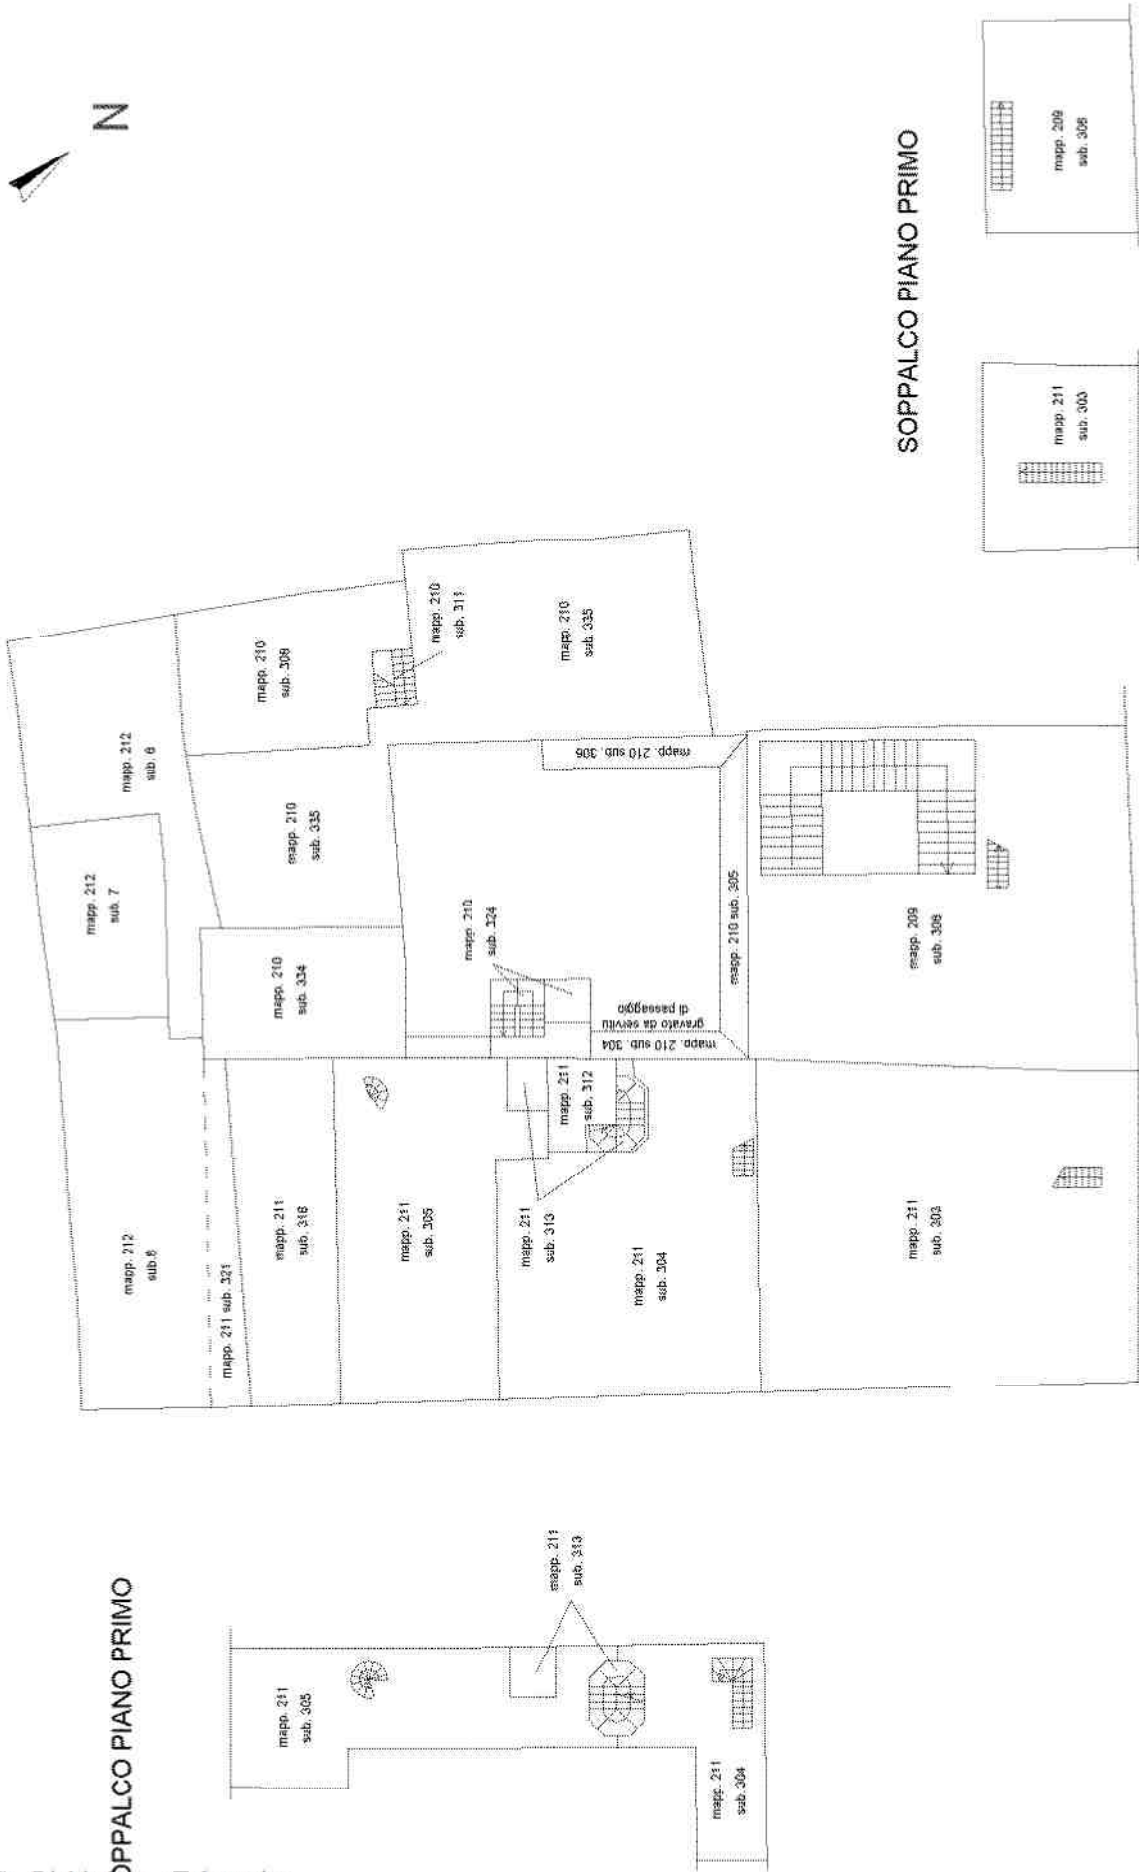 N
SOPPALCO PIANO PRIMO
mapp. 209
sub. 306
mapp. 211
sub. 303
mapp. 212
sub. 6
mapp. 210
sub. 308
mapp. 210
sub. 311
mapp. 210
sub. 335
mapp. 212
sub. 7
mapp. 210
sub. 335
mapp. 210 sub. 306
mapp. 210
sub. 334
mapp. 210
sub. 324
mapp. 210 sub. 305
mapp. 210 sub. 304
gravato da servitù
di passaggio
mapp. 209
sub. 306
mapp. 212
sub.6
mapp. 211 sub. 321
mapp. 211
sub. 318
mapp. 211
sub. 305
mapp. 211
sub. 312
mapp. 211
sub. 313
mapp. 211
sub. 304
mapp. 211
sub. 303
OPPALCO PIANO PRIMO
mapp. 211
sub. 305
mapp. 211
sub. 313
mapp. 211
sub. 304